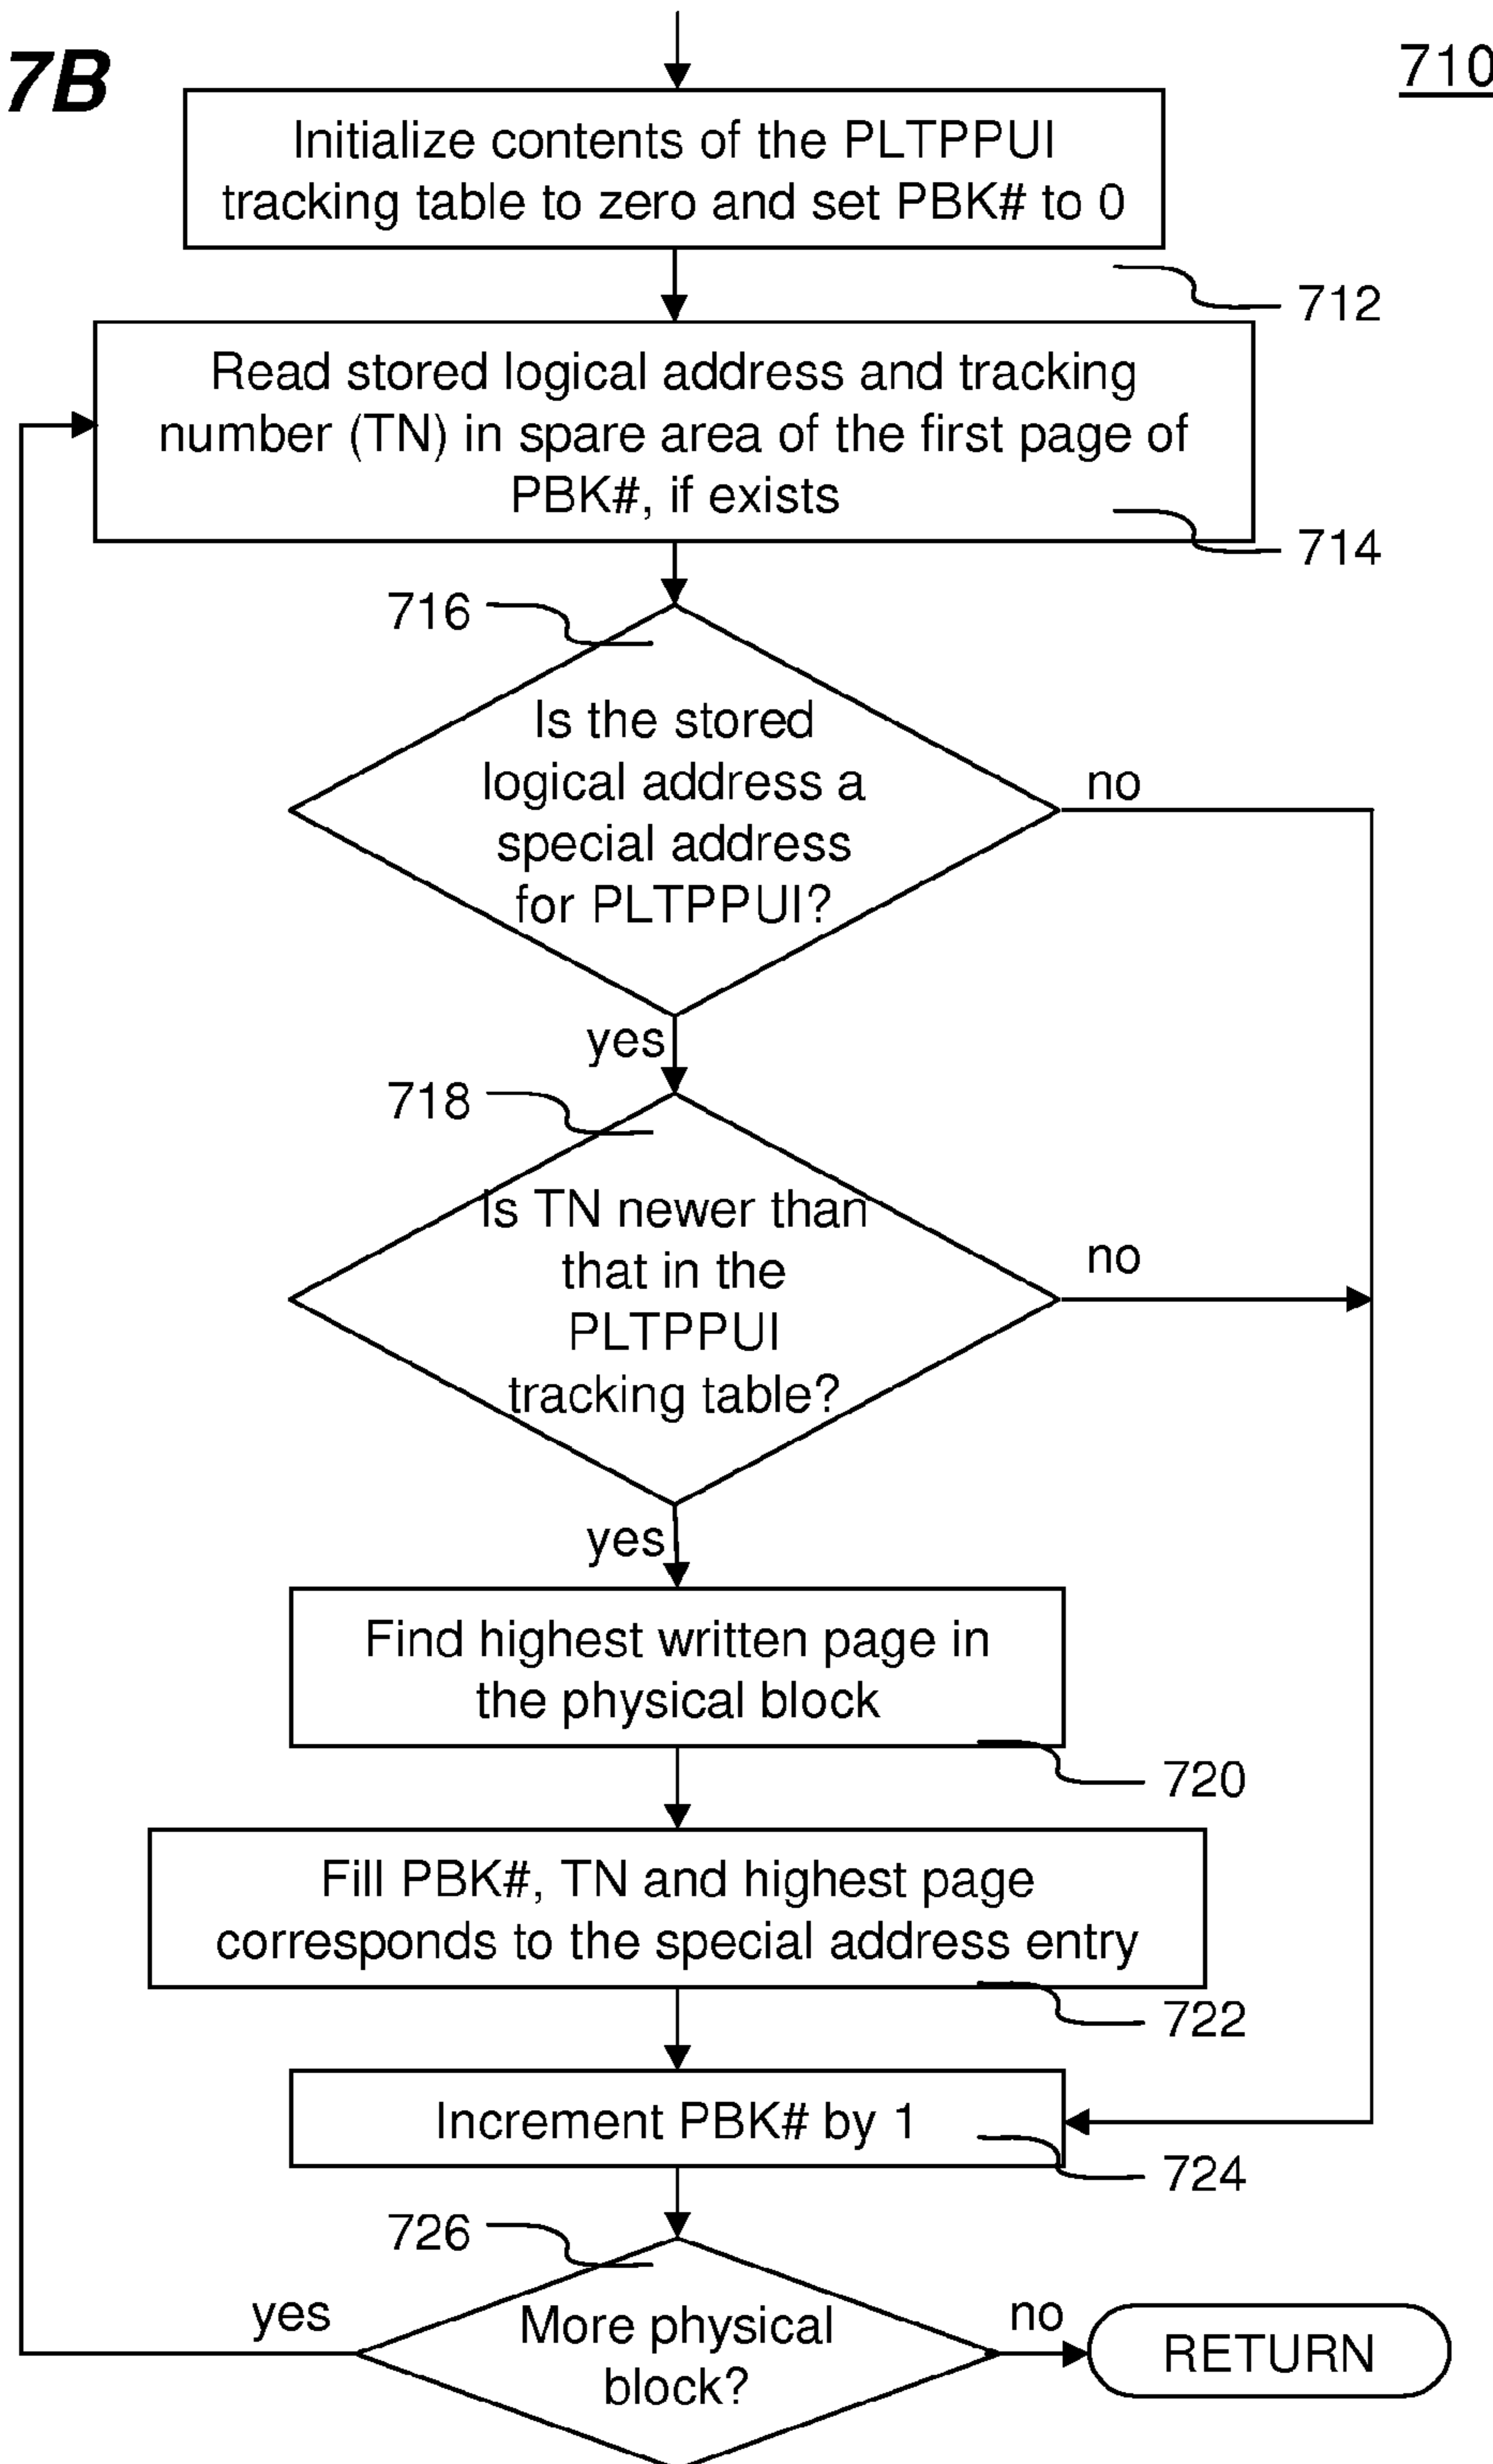 7B
710
Initialize contents of the PLTPPUI
tracking table to zero and set PBK# to 0
712
Read stored logical address and tracking
number (TN) in spare area of the first page of
PBK#, if exists
714
716
Is the stored
logical address a
special address
for PLTPPUI?
no
yes
718
Is TN newer than
that in the
PLTPPUI
tracking table?
no
yes
Find highest written page in
the physical block
720
Fill PBK#, TN and highest page
corresponds to the special address entry
722
Increment PBK# by 1
724
726
yes
More physical
block?
no
RETURN